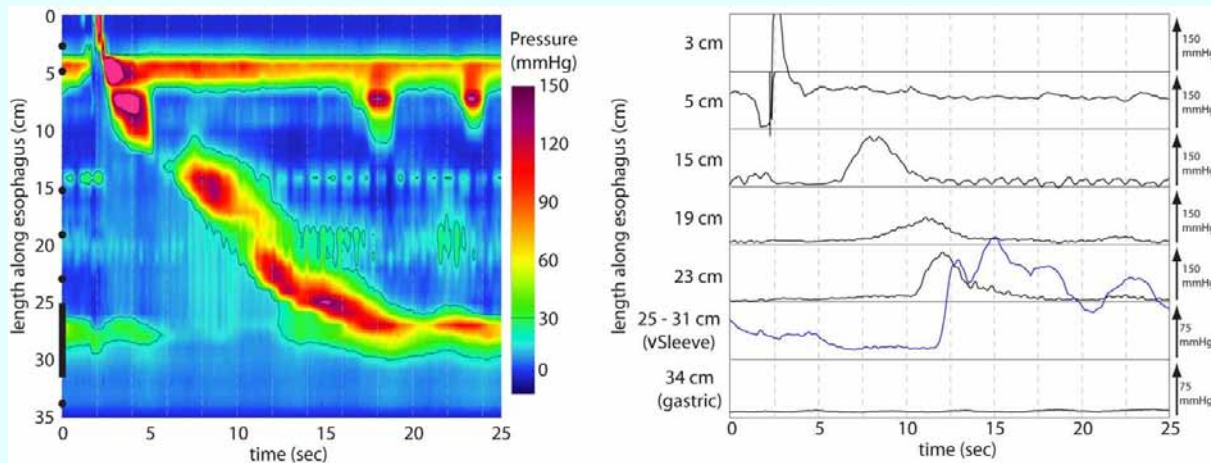 length along esophagus (cm)
0
5
10
15
20
25
30
35
0
5
10
15
20
25
time (sec)
Pressure
(mmHg)
150
120
90
60
30
0
length along esophagus (cm)
3 cm
5 cm
15 cm
19 cm
23 cm
25 - 31 cm
(vSleeve)
34 cm
(gastric)
0
5
10
15
20
25
time (sec)
150
mmHg
150
mmHg
150
mmHg
150
mmHg
75
mmHg
75
mmHg